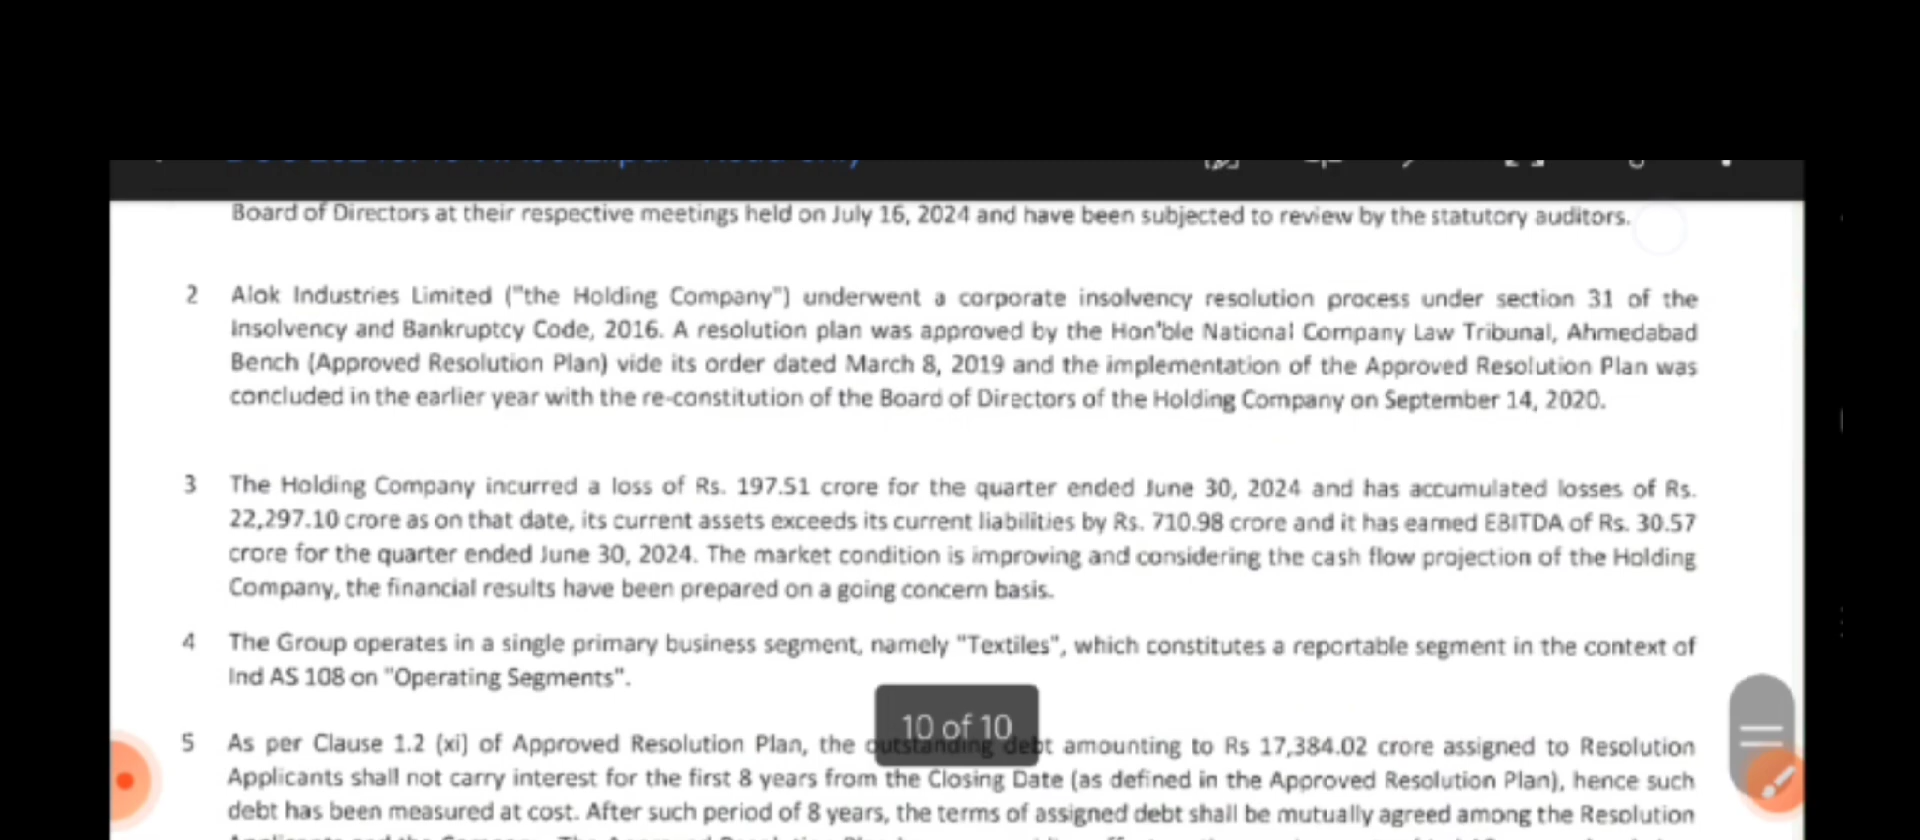 Board of Directors at their respective meetings held on July 16, 2024 and have been subjected to review by the statutory auditors.
2 Alok Industries Limited ("the Holding Company") underwent a corporate insolvency resolution process under section 31 of the
Insolvency and Bankruptcy Code, 2016. A resolution plan was approved by the Hon'ble National Company Law Tribunal, Ahmedabad
Bench (Approved Resolution Plan) vide its order dated March 8, 2019 and the implementation of the Approved Resolution Plan was
concluded in the earlier year with the re-constitution of the Board of Directors of the Holding Company on September 14, 2020.
3 The Holding Company incurred a loss of Rs. 197.51 crore for the quarter ended June 30, 2024 and has accumulated losses of Rs.
22,297.10 crore as on that date, its current assets exceeds its current liabilities by Rs. 710.98 crore and it has earned EBITDA of Rs. 30.57
crore for the quarter ended June 30, 2024. The market condition is improving and considering the cash flow projection of the Holding
Company, the financial results have been prepared on a going concern basis.
4 The Group operates in a single primary business segment, namely "Textiles", which constitutes a reportable segment in the context of
Ind AS 108 on "Operating Segments".
10 of 10
5 As per Clause 1.2 (xi) of Approved Resolution Plan, the outstanding debt amounting to Rs 17,384.02 crore assigned to Resolution
Applicants shall not carry interest for the first 8 years from the Closing Date (as defined in the Approved Resolution Plan), hence such
debt has been measured at cost. After such period of 8 years, the terms of assigned debt shall be mutually agreed among the Resolution